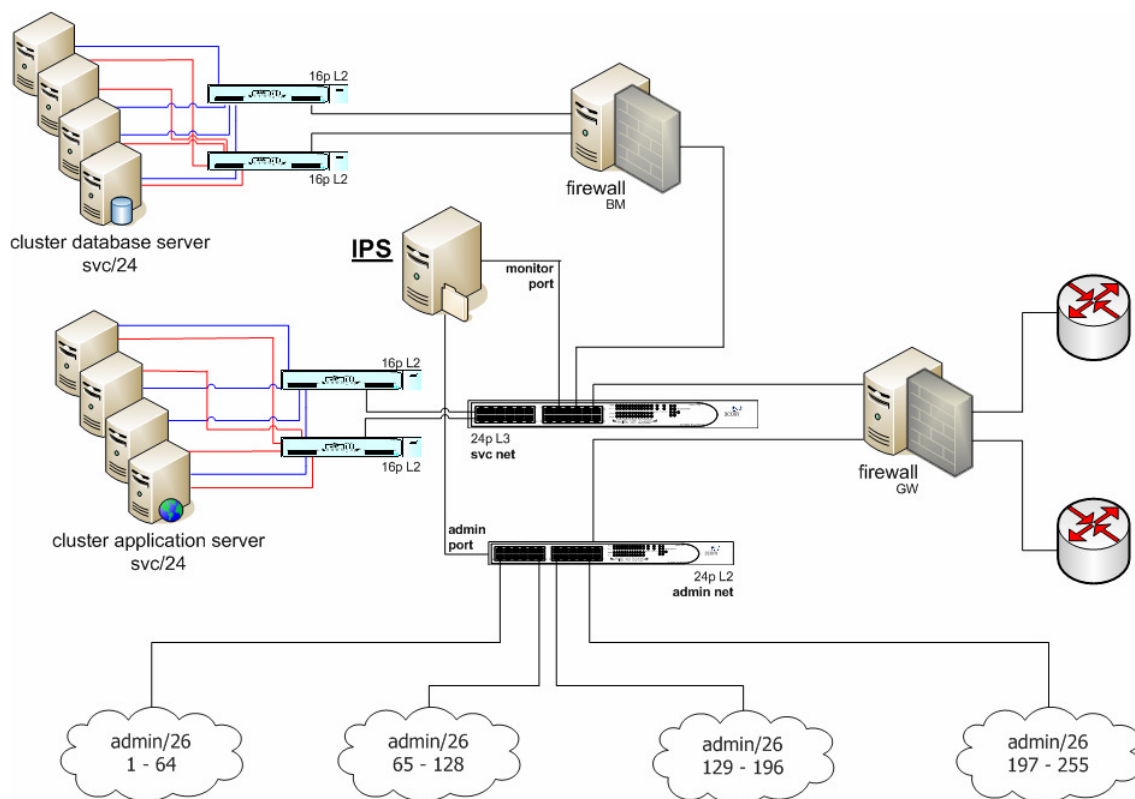 16p L2
16p L2
firewall
BM
cluster database server
svc/24
IPS
monitor
port
16p L2
16p L2
24p L3
svc net
firewall
GW
cluster application server
svc/24
admin
port
24p L2
admin net
admin/26
1 - 64
admin/26
65 - 128
admin/26
129 - 196
admin/26
197 - 255